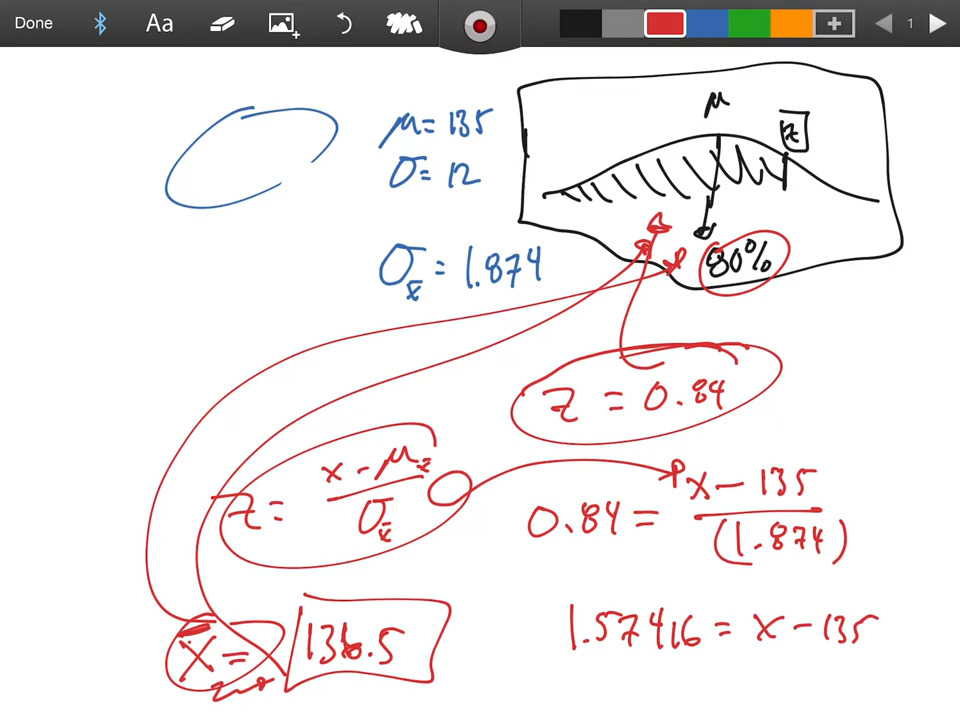 Done
Aa
1
μ = 135
σ = 12
σx̄ = 1.874
μ
z
80%
z = 0.84
z = (x - μx̄) / σx̄
0.84 = (x - 135) / (1.874)
1.57416 = x - 135
x = 136.5